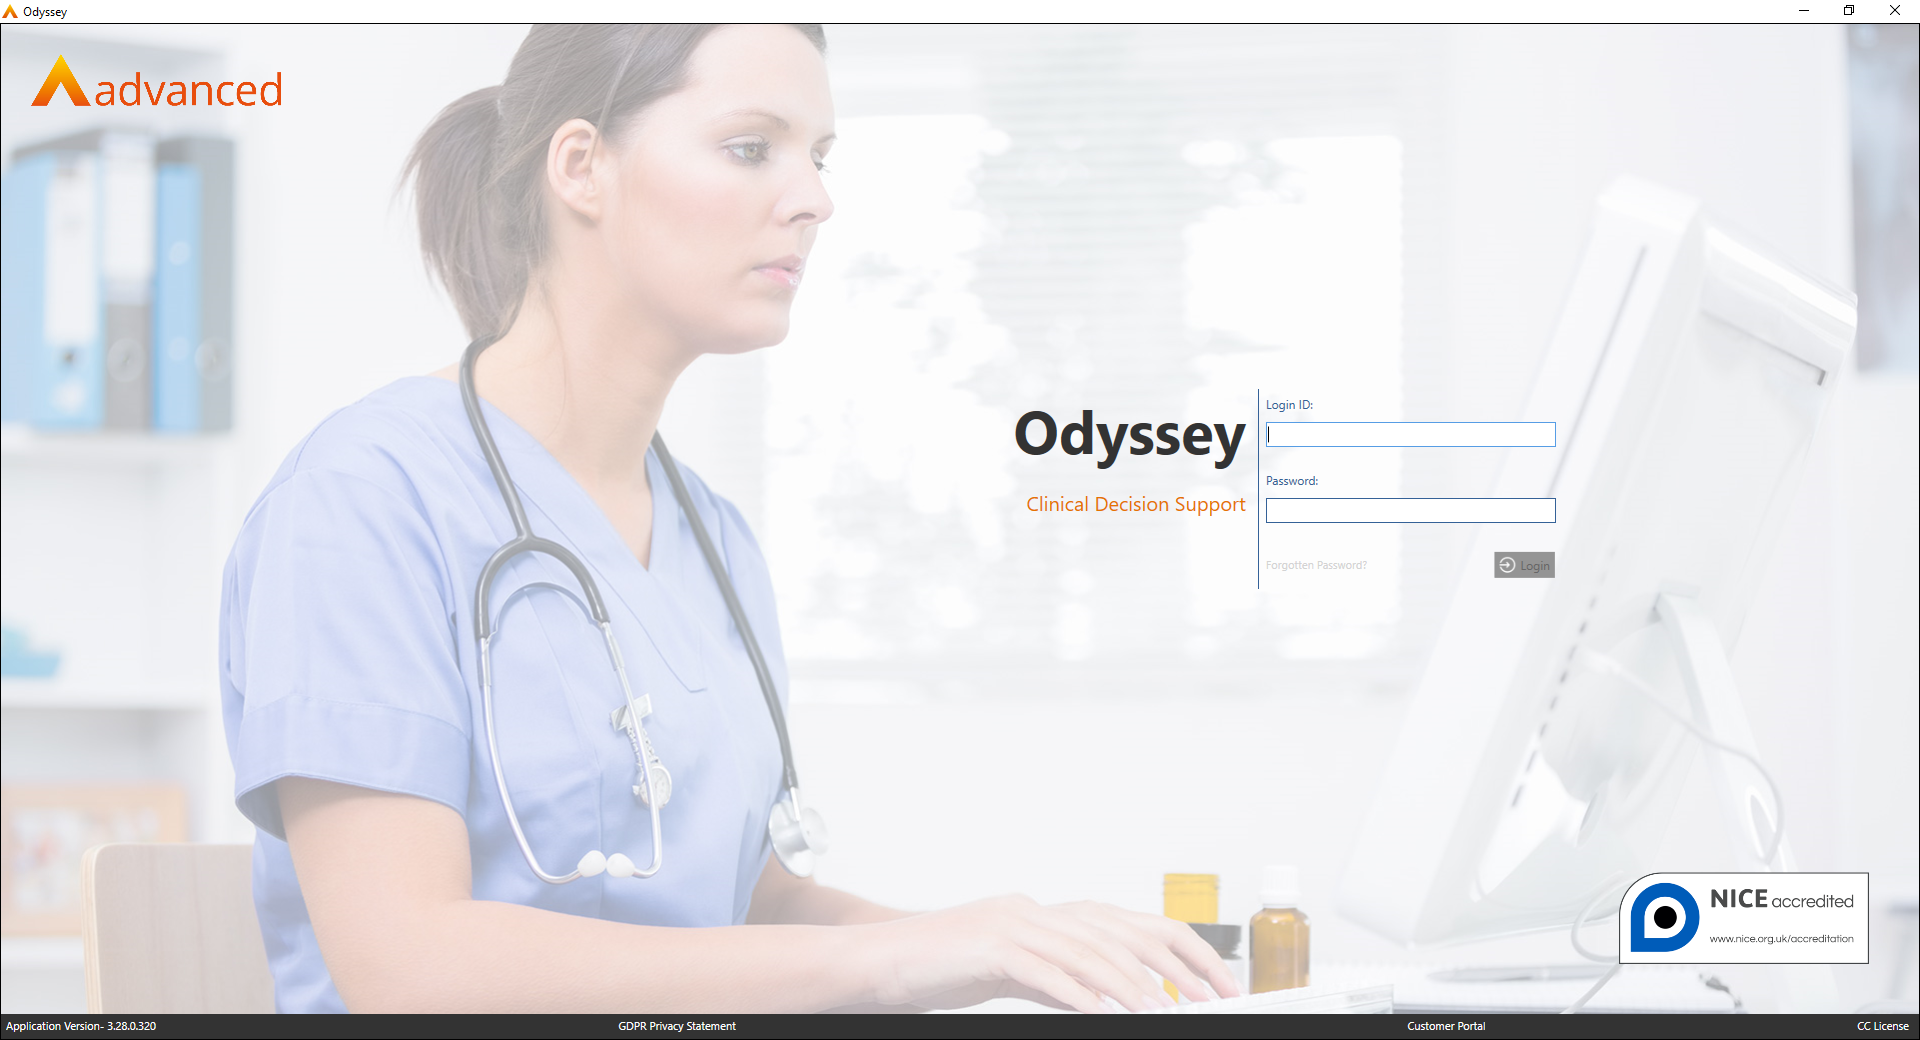 Odyssey
advanced
Odyssey
Clinical Decision Support
Login ID:
Password:
Forgotten Password?
Login
NICE accredited
www.nice.org.uk/accreditation
Application Version- 3.28.0.320
GDPR Privacy Statement
Customer Portal
CC License